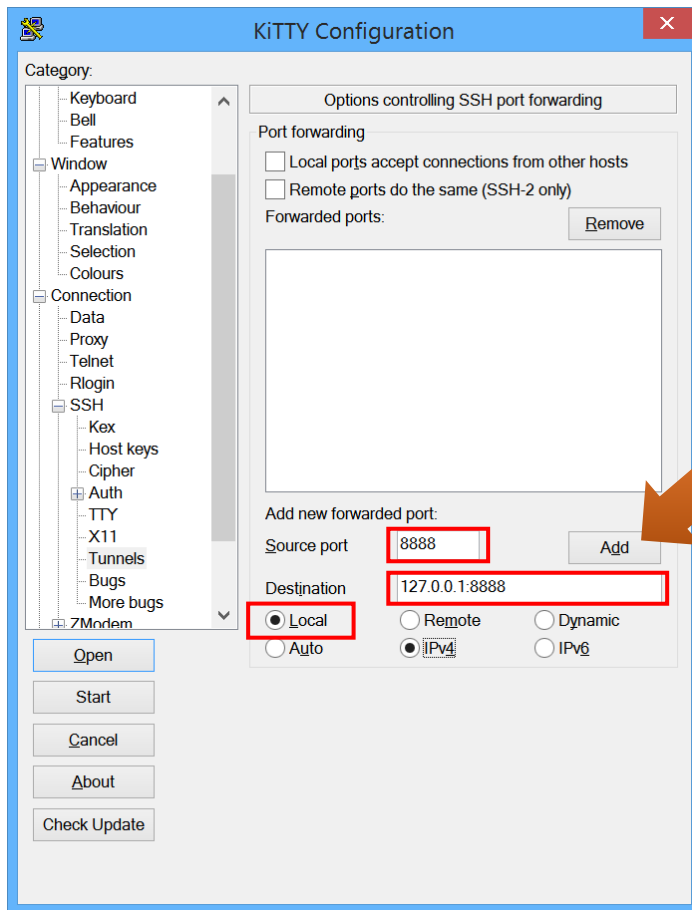 KiTTY Configuration
Category:
Keyboard
Bell
Features
Window
Appearance
Behaviour
Translation
Selection
Colours
Connection
Data
Proxy
Telnet
Rlogin
SSH
Kex
Host keys
Cipher
Auth
TTY
X11
Tunnels
Bugs
More bugs
ZModem
Open
Start
Cancel
About
Check Update
Options controlling SSH port forwarding
Port forwarding
Local ports accept connections from other hosts
Remote ports do the same (SSH-2 only)
Forwarded ports:
Remove
Add new forwarded port:
Source port 8888 Add
Destination 127.0.0.1:8888
Local Remote Dynamic
Auto IPv4 IPv6